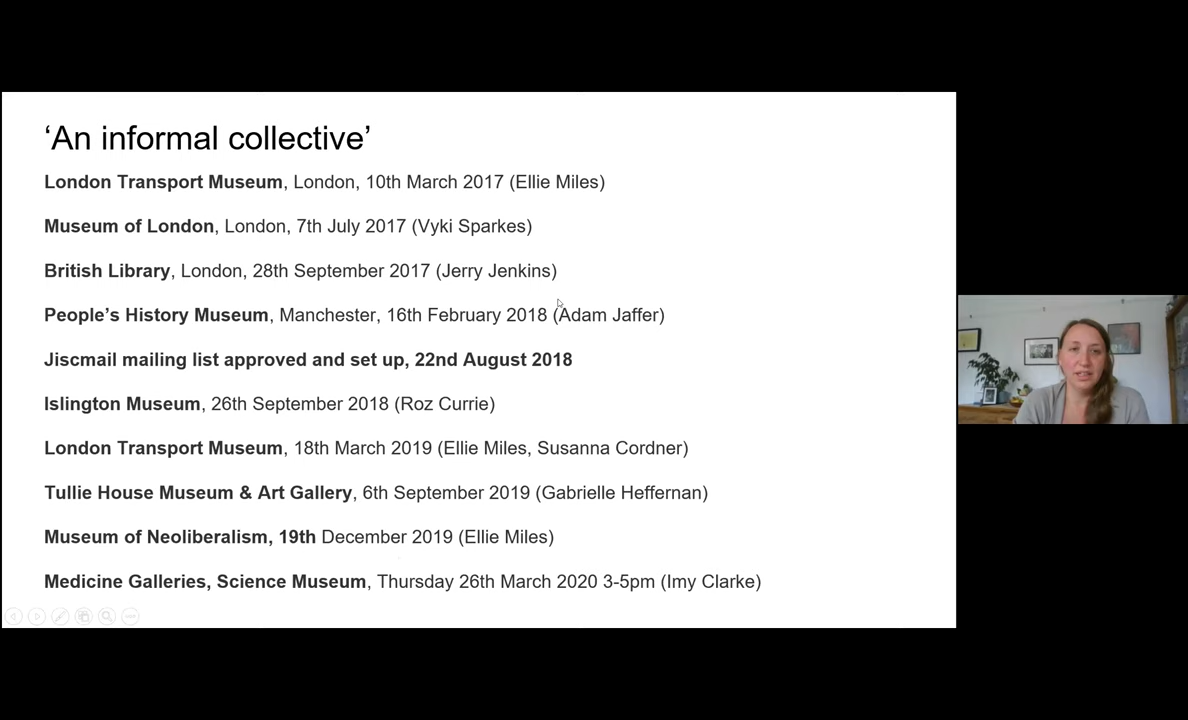 ‘An informal collective’
London Transport Museum, London, 10th March 2017 (Ellie Miles)
Museum of London, London, 7th July 2017 (Vyki Sparkes)
British Library, London, 28th September 2017 (Jerry Jenkins)
People’s History Museum, Manchester, 16th February 2018 (Adam Jaffer)
Jiscmail mailing list approved and set up, 22nd August 2018
Islington Museum, 26th September 2018 (Roz Currie)
London Transport Museum, 18th March 2019 (Ellie Miles, Susanna Cordner)
Tullie House Museum & Art Gallery, 6th September 2019 (Gabrielle Heffernan)
Museum of Neoliberalism, 19th December 2019 (Ellie Miles)
Medicine Galleries, Science Museum, Thursday 26th March 2020 3-5pm (Imy Clarke)